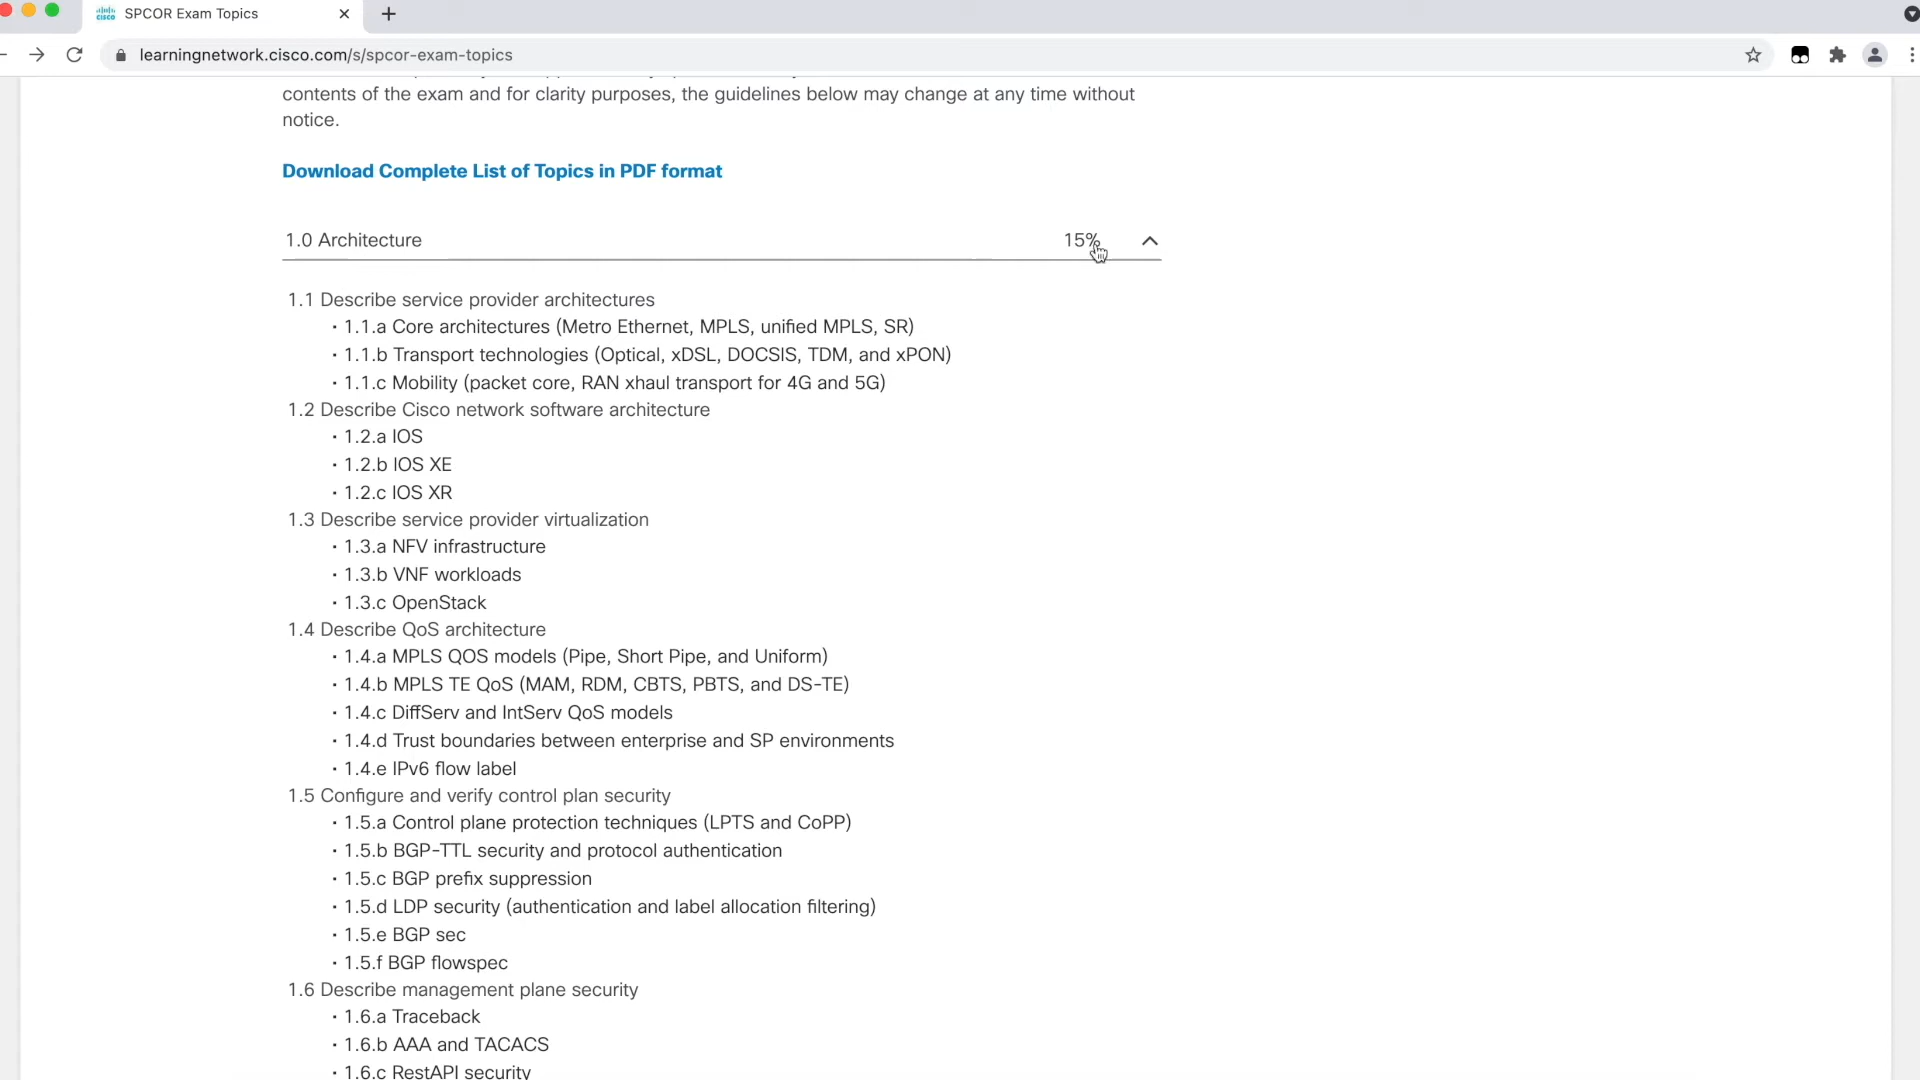 SPCOR Exam Topics
learningnetwork.cisco.com/s/spcor-exam-topics
contents of the exam and for clarity purposes, the guidelines below may change at any time without
notice.
Download Complete List of Topics in PDF format
1.0 Architecture 15%
1.1 Describe service provider architectures
• 1.1.a Core architectures (Metro Ethernet, MPLS, unified MPLS, SR)
• 1.1.b Transport technologies (Optical, xDSL, DOCSIS, TDM, and xPON)
• 1.1.c Mobility (packet core, RAN xhaul transport for 4G and 5G)
1.2 Describe Cisco network software architecture
• 1.2.a IOS
• 1.2.b IOS XE
• 1.2.c IOS XR
1.3 Describe service provider virtualization
• 1.3.a NFV infrastructure
• 1.3.b VNF workloads
• 1.3.c OpenStack
1.4 Describe QoS architecture
• 1.4.a MPLS QOS models (Pipe, Short Pipe, and Uniform)
• 1.4.b MPLS TE QoS (MAM, RDM, CBTS, PBTS, and DS-TE)
• 1.4.c DiffServ and IntServ QoS models
• 1.4.d Trust boundaries between enterprise and SP environments
• 1.4.e IPv6 flow label
1.5 Configure and verify control plan security
• 1.5.a Control plane protection techniques (LPTS and CoPP)
• 1.5.b BGP-TTL security and protocol authentication
• 1.5.c BGP prefix suppression
• 1.5.d LDP security (authentication and label allocation filtering)
• 1.5.e BGP sec
• 1.5.f BGP flowspec
1.6 Describe management plane security
• 1.6.a Traceback
• 1.6.b AAA and TACACS
• 1.6.c RestAPI security